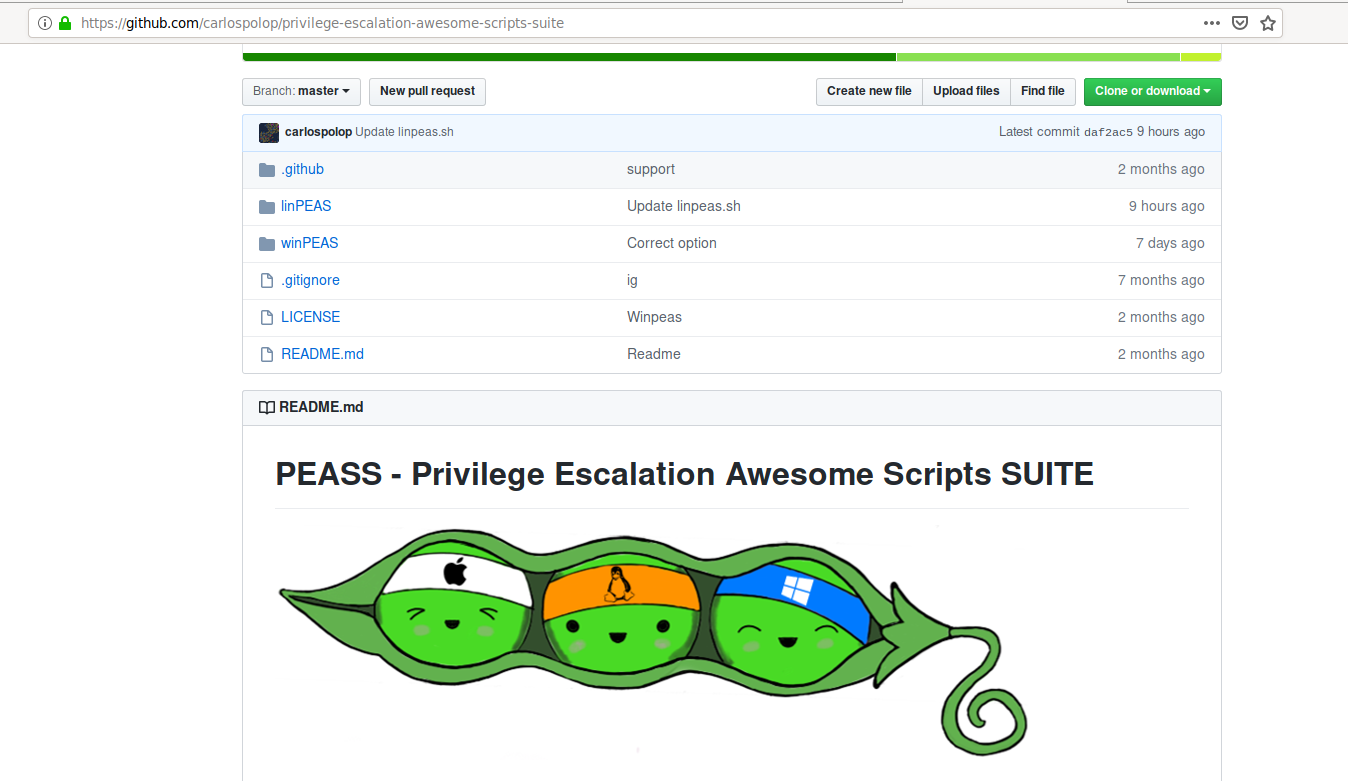 https://github.com/carlospolop/privilege-escalation-awesome-scripts-suite
Branch: master New pull request Create new file Upload files Find file Clone or download
carlospolop Update linpeas.sh Latest commit daf2ac5 9 hours ago
.github support 2 months ago
linPEAS Update linpeas.sh 9 hours ago
winPEAS Correct option 7 days ago
.gitignore ig 7 months ago
LICENSE Winpeas 2 months ago
README.md Readme 2 months ago
README.md
PEASS - Privilege Escalation Awesome Scripts SUITE